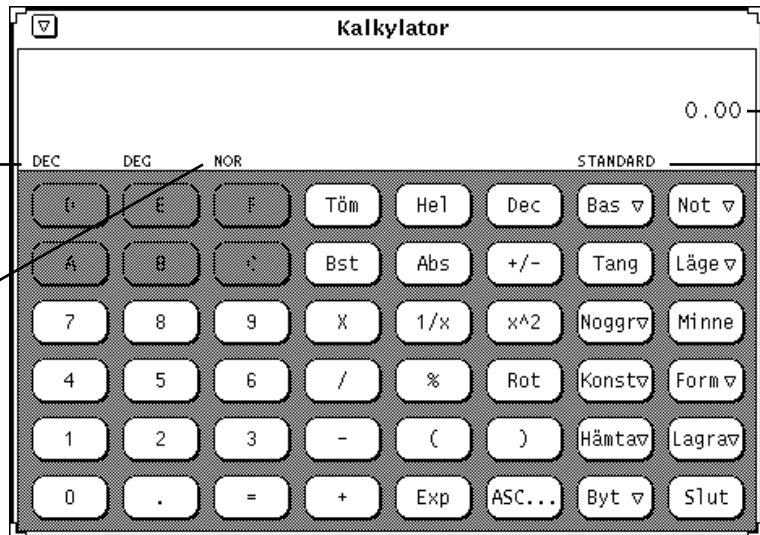 Kalkylator
0.00
DEC DEG NOR STANDARD
D E F Töm Hel Dec Bas Not
A B C Bst Abs +/- Tang Läge
7 8 9 X 1/x x^2 Noggr Minne
4 5 6 / % Rot Konst Form
1 2 3 - ( ) Hämta Lagra
0 . = + Exp ASC... Byt Slut